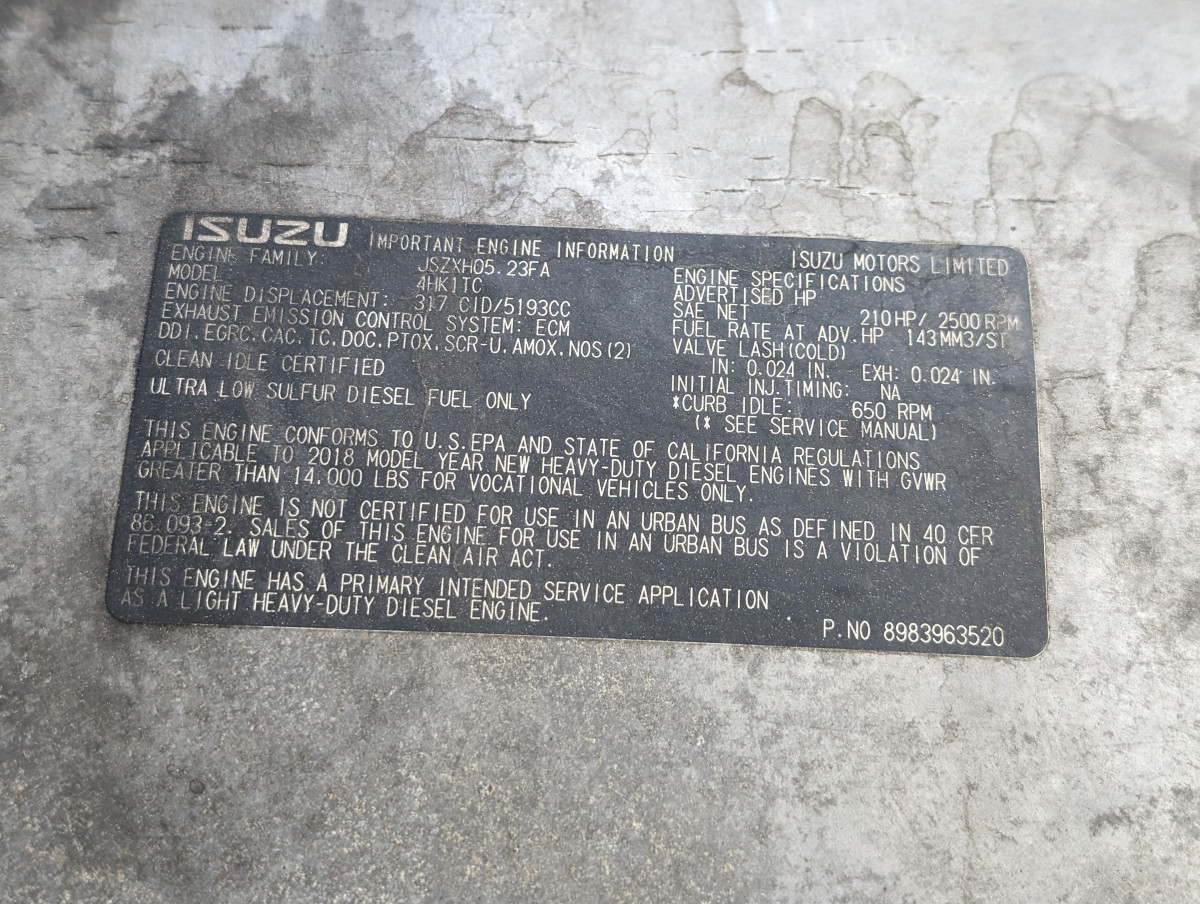 ISUZU IMPORTANT ENGINE INFORMATION ISUZU MOTORS LIMITED
ENGINE FAMILY: JSZXH05.23FA
MODEL: 4HK1TC
ENGINE DISPLACEMENT: 317 CID/5193CC
EXHAUST EMISSION CONTROL SYSTEM: ECM
DDI, EGRC, CAC, TC, DOC, PTOX, SCR-U, AMOX, NOS(2)
CLEAN IDLE CERTIFIED
ULTRA LOW SULFUR DIESEL FUEL ONLY
ENGINE SPECIFICATIONS
ADVERTISED HP
SAE NET 210HP/ 2500RPM
FUEL RATE AT ADV. HP 143MM3/ST
VALVE LASH(COLD)
IN: 0.024 IN. EXH: 0.024 IN.
INITIAL INJ.TIMING: NA
*CURB IDLE: 650 RPM
(* SEE SERVICE MANUAL)
THIS ENGINE CONFORMS TO U.S.EPA AND STATE OF CALIFORNIA REGULATIONS
APPLICABLE TO 2018 MODEL YEAR NEW HEAVY-DUTY DIESEL ENGINES WITH GVWR
GREATER THAN 14,000 LBS FOR VOCATIONAL VEHICLES ONLY.
THIS ENGINE IS NOT CERTIFIED FOR USE IN AN URBAN BUS AS DEFINED IN 40 CFR
86.093-2. SALES OF THIS ENGINE FOR USE IN AN URBAN BUS IS A VIOLATION OF
FEDERAL LAW UNDER THE CLEAN AIR ACT.
THIS ENGINE HAS A PRIMARY INTENDED SERVICE APPLICATION
AS A LIGHT HEAVY-DUTY DIESEL ENGINE.
P.NO 8983963520